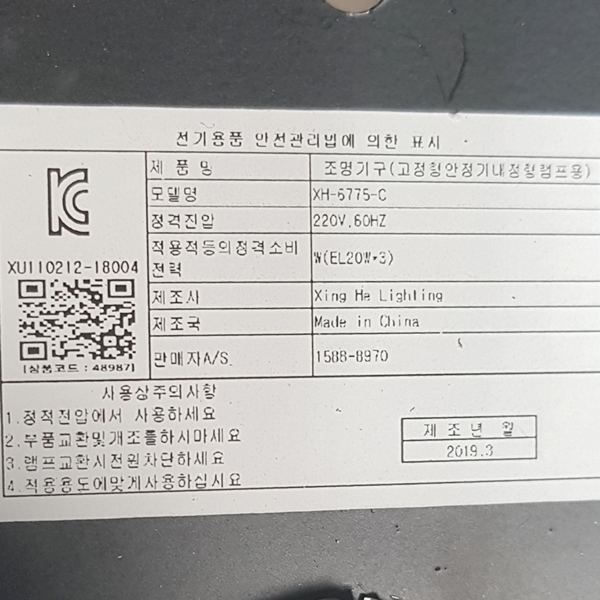 전기용품 안전관리법에 의한 표시
KC
XU110212-18004
[상품코드 : 48987]
제 품 명 조명기구(고정형안정기내장형램프용)
모델명 XH-6775-C
정격전압 220V,60HZ
적용적등의정격소비
전력 W(EL20W*3)
제조사 Xing He Lighting
제조국 Made in China
판매자A/S. 1588-8970
사용상주의사항
1.정적전압에서 사용하세요
2.부품교환및개조를하시마세요
3.램프교환시전원차단하세요
4.적용용도에맞게사용하십시요
제 조 년 월
2019.3